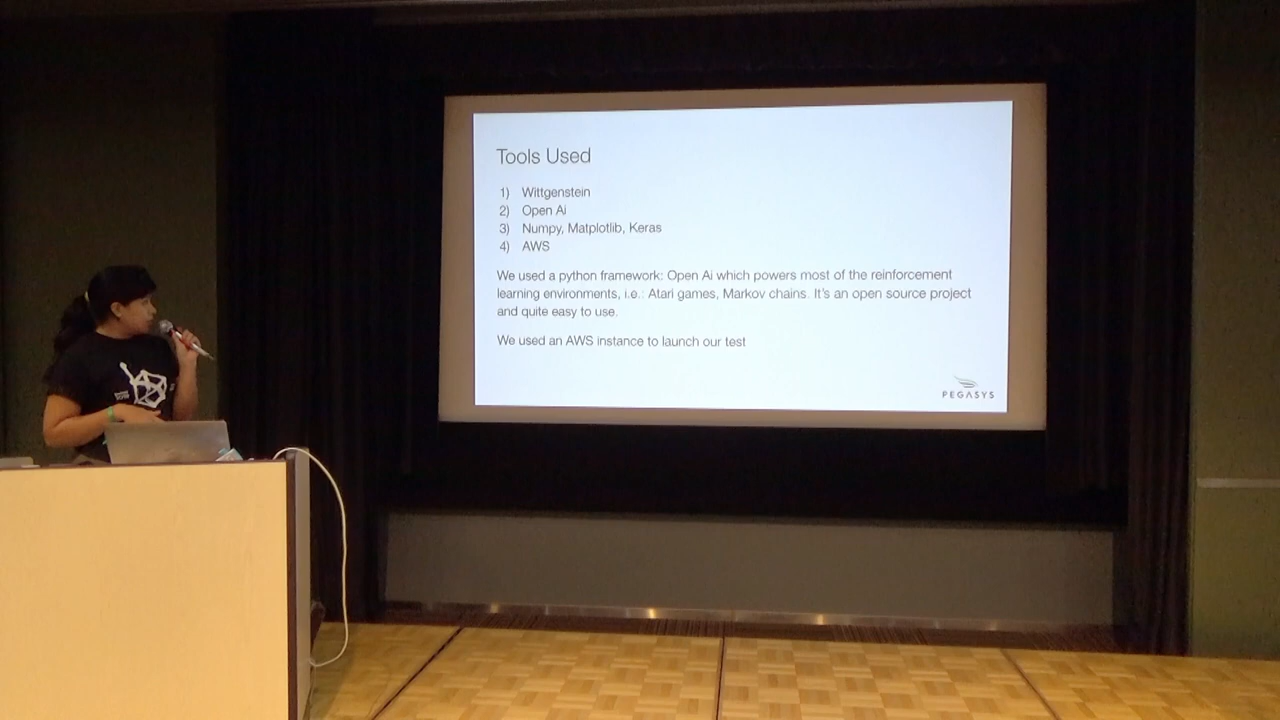 Tools Used
1) Wittgenstein
2) Open Ai
3) Numpy, Matplotlib, Keras
4) AWS
We used a python framework: Open Ai which powers most of the reinforcement
learning environments, i.e.: Atari games, Markov chains. It's an open source project
and quite easy to use.
We used an AWS instance to launch our test
PEGASYS